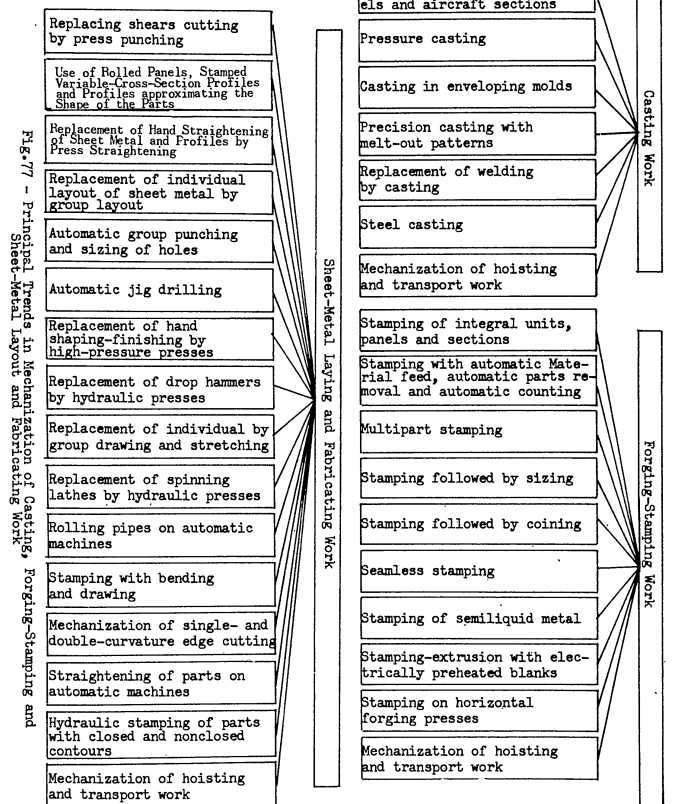 Replacing shears cutting
by press punching
Use of Rolled Panels, Stamped
Variable-Cross-Section Profiles
and Profiles approximating the
Shape of the Parts
Replacement of Hand Straightening
of Sheet Metal and Profiles by
Press Straightening
Replacement of individual
layout of sheet metal by
group layout
Automatic group punching
and sizing of holes
Automatic jig drilling
Replacement of hand
shaping-finishing by
high-pressure presses
Replacement of drop hammers
by hydraulic presses
Replacement of individual by
group drawing and stretching
Replacement of spinning
lathes by hydraulic presses
Rolling pipes on automatic
machines
Stamping with bending
and drawing
Mechanization of single- and
double-curvature edge cutting
Straightening of parts on
automatic machines
Hydraulic stamping of parts
with closed and nonclosed
contours
Mechanization of hoisting
and transport work
Sheet-Metal Laying and Fabricating Work
els and aircraft sections
Pressure casting
Casting in enveloping molds
Precision casting with
melt-out patterns
Replacement of welding
by casting
Steel casting
Mechanization of hoisting
and transport work
Casting Work
Stamping of integral units,
panels and sections
Stamping with automatic Mate-
rial feed, automatic parts re-
moval and automatic counting
Multipart stamping
Stamping followed by sizing
Stamping followed by coining
Seamless stamping
Stamping of semiliquid metal
Stamping-extrusion with elec-
trically preheated blanks
Stamping on horizontal
forging presses
Mechanization of hoisting
and transport work
Forging-Stamping Work
Fig.77 - Principal Trends in Mechanization of Casting, Forging-Stamping and
Sheet-Metal Layout and Fabricating Work